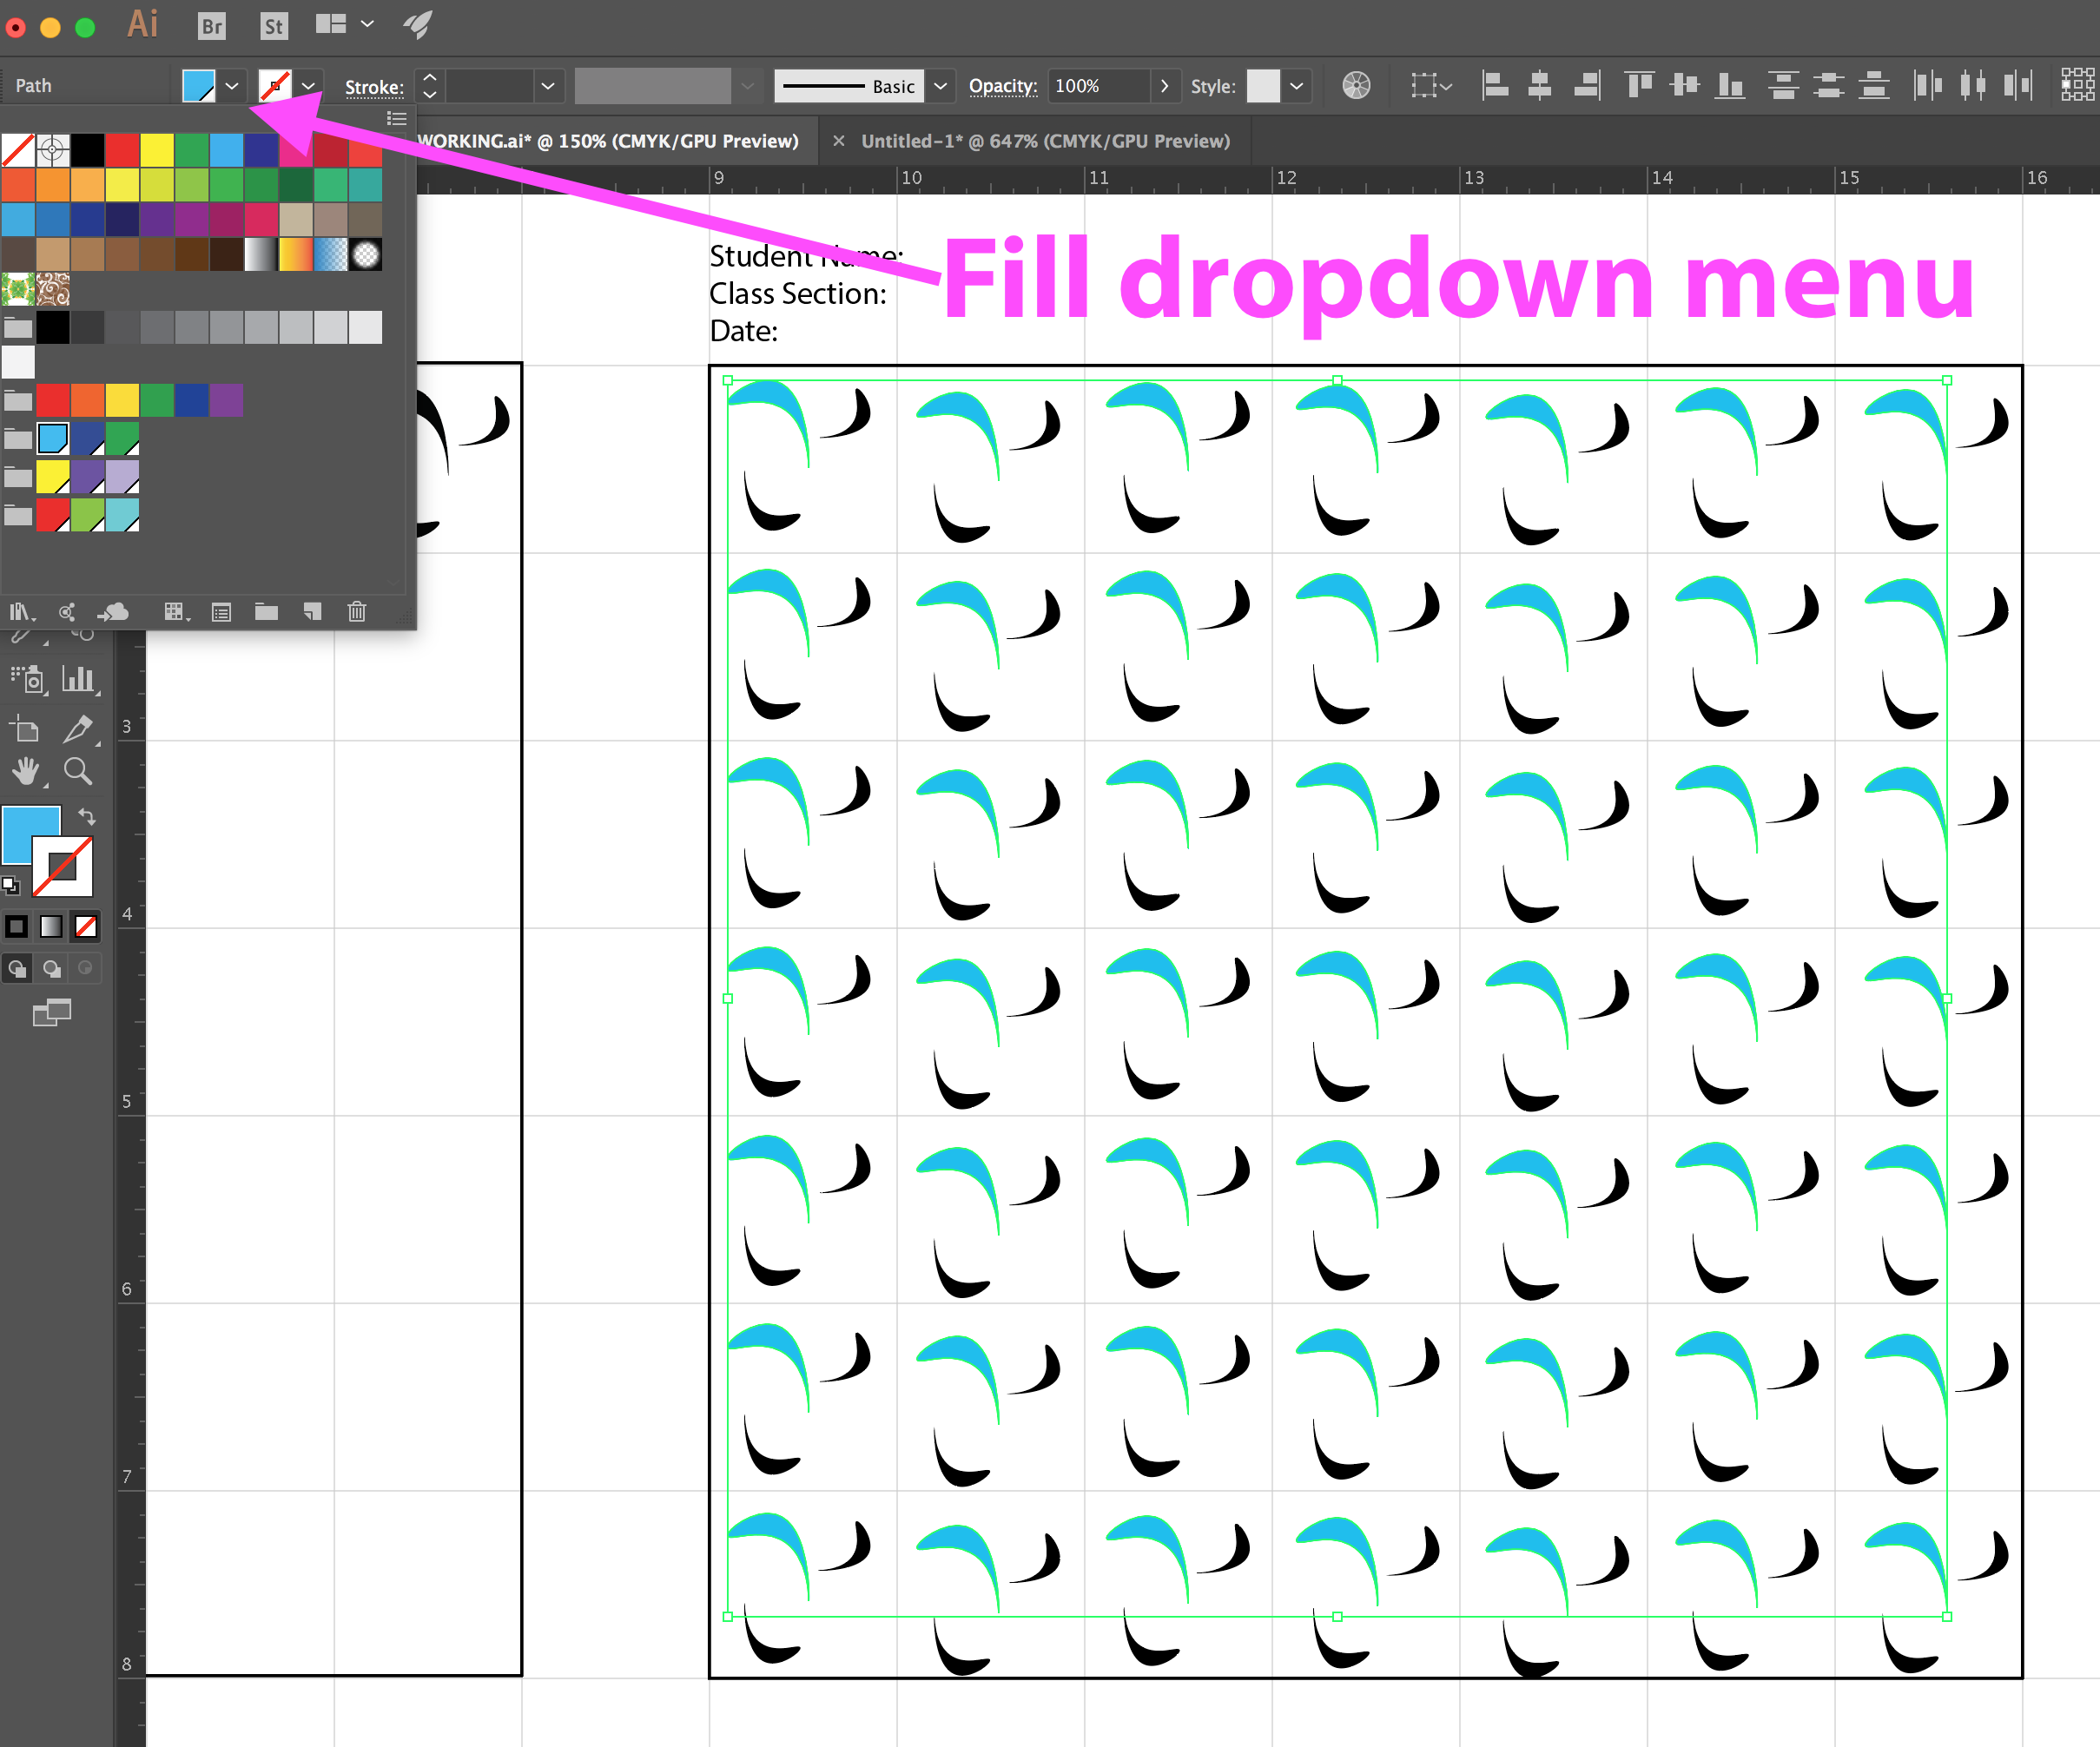 Ai Br St
Path Stroke: Basic Opacity: 100% Style:
WORKING.ai* @ 150% (CMYK/GPU Preview) × Untitled-1* @ 647% (CMYK/GPU Preview)
9 10 11 12 13 14 15 16
Student Name:
Class Section:
Date:
Fill dropdown menu
3
4
5
6
7
8